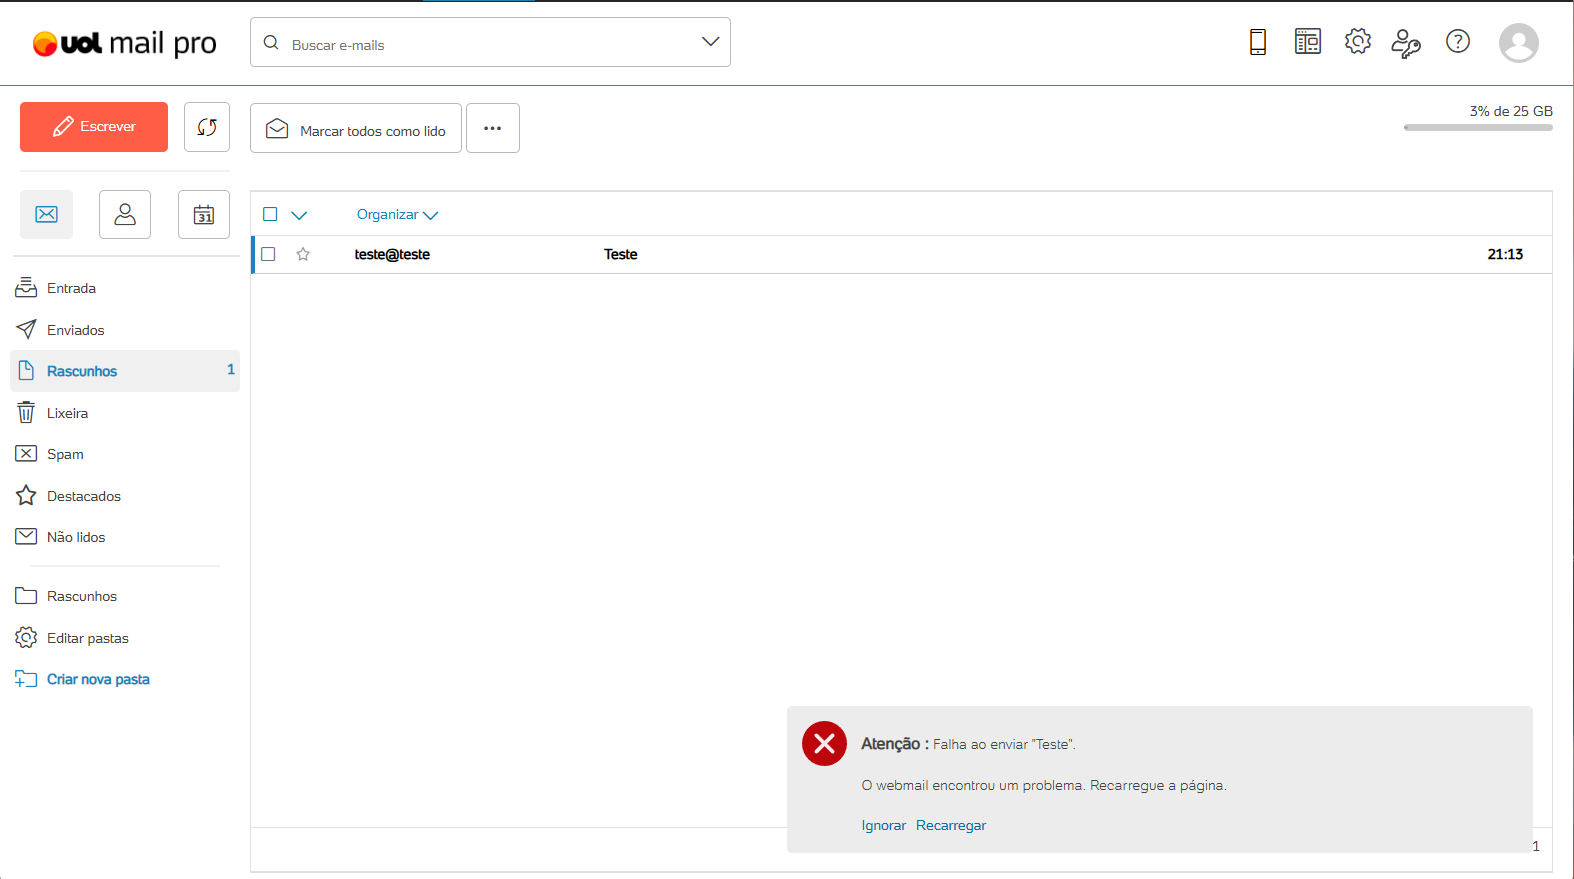 uol mail pro
Buscar e-mails
Escrever
Marcar todos como lido
3% de 25 GB
31
Organizar
teste@teste Teste 21:13
Entrada
Enviados
Rascunhos 1
Lixeira
Spam
Destacados
Não lidos
Rascunhos
Editar pastas
Criar nova pasta
Atenção : Falha ao enviar "Teste".
O webmail encontrou um problema. Recarregue a página.
Ignorar Recarregar
1